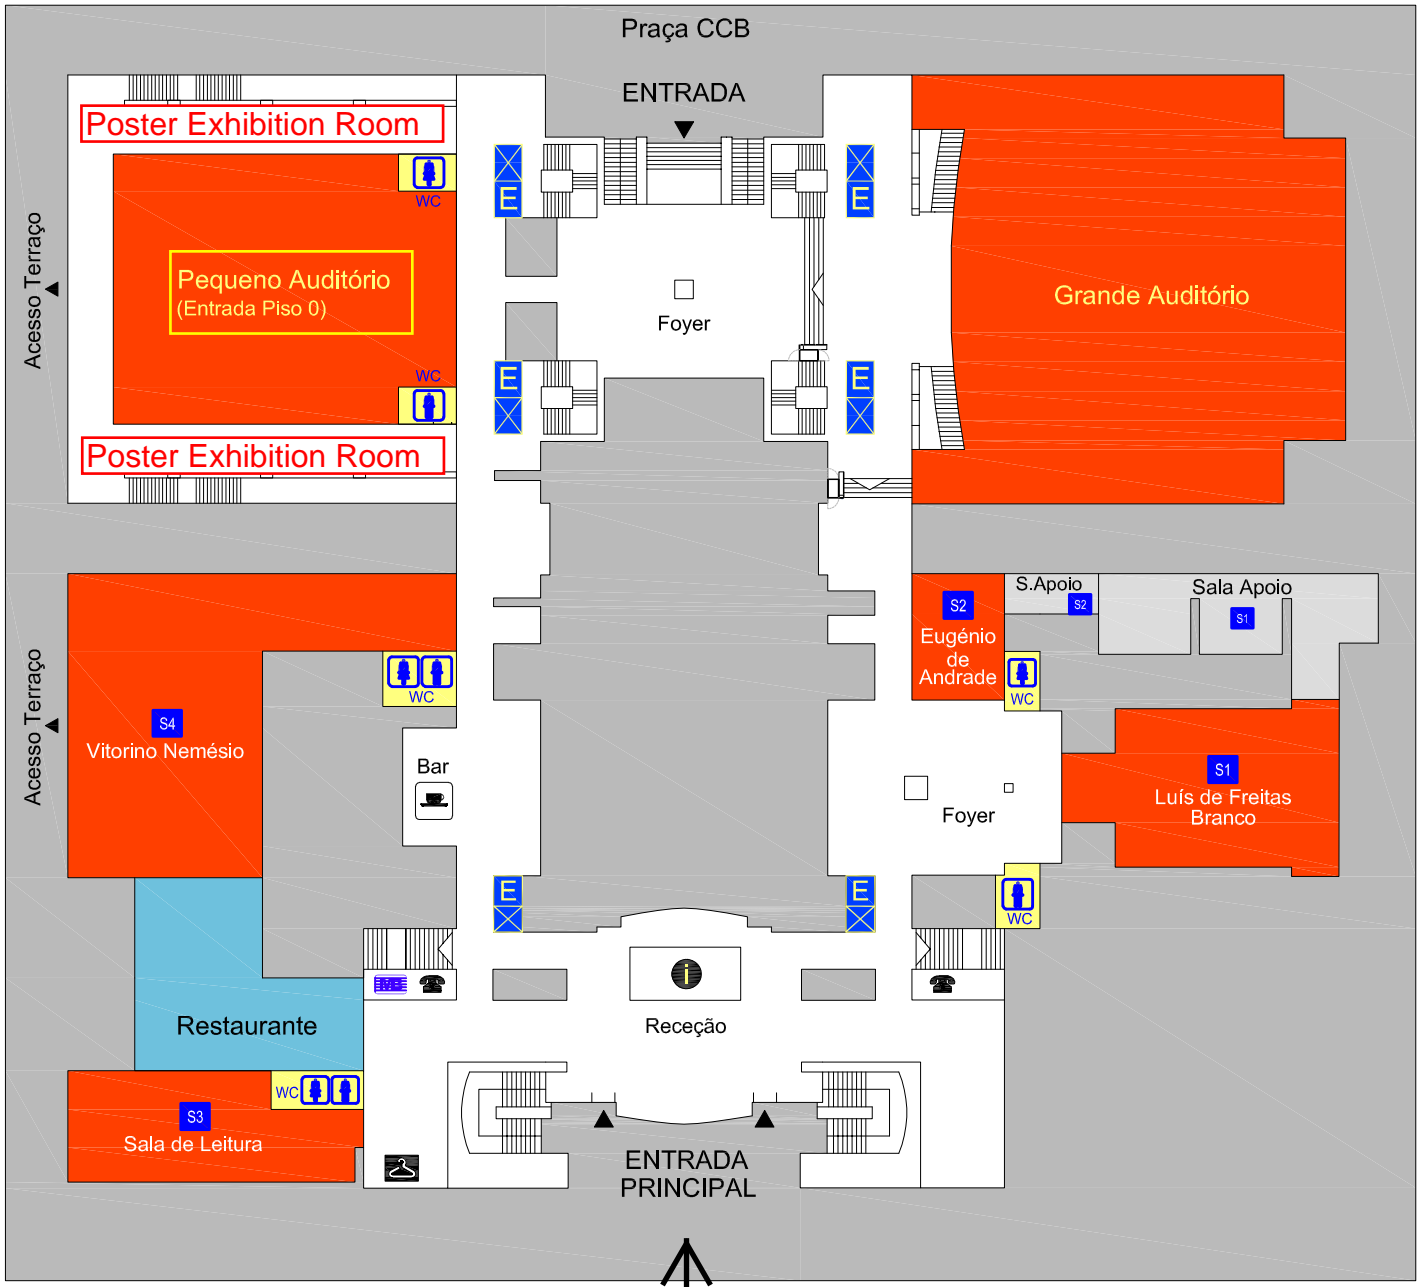 Praça CCB
ENTRADA
Poster Exhibition Room
WC
E
E
Pequeno Auditório
(Entrada Piso 0)
Acesso Terraço
Foyer
Grande Auditório
WC
E
E
Poster Exhibition Room
S.Apoio
S2
Sala Apoio
S1
S2
Eugénio
de
Andrade
WC
WC
Acesso Terraço
S4
Vitorino Nemésio
Bar
S1
Luís de Freitas
Branco
Foyer
E
E
WC
MB
i
Receção
Restaurante
WC
S3
Sala de Leitura
ENTRADA
PRINCIPAL